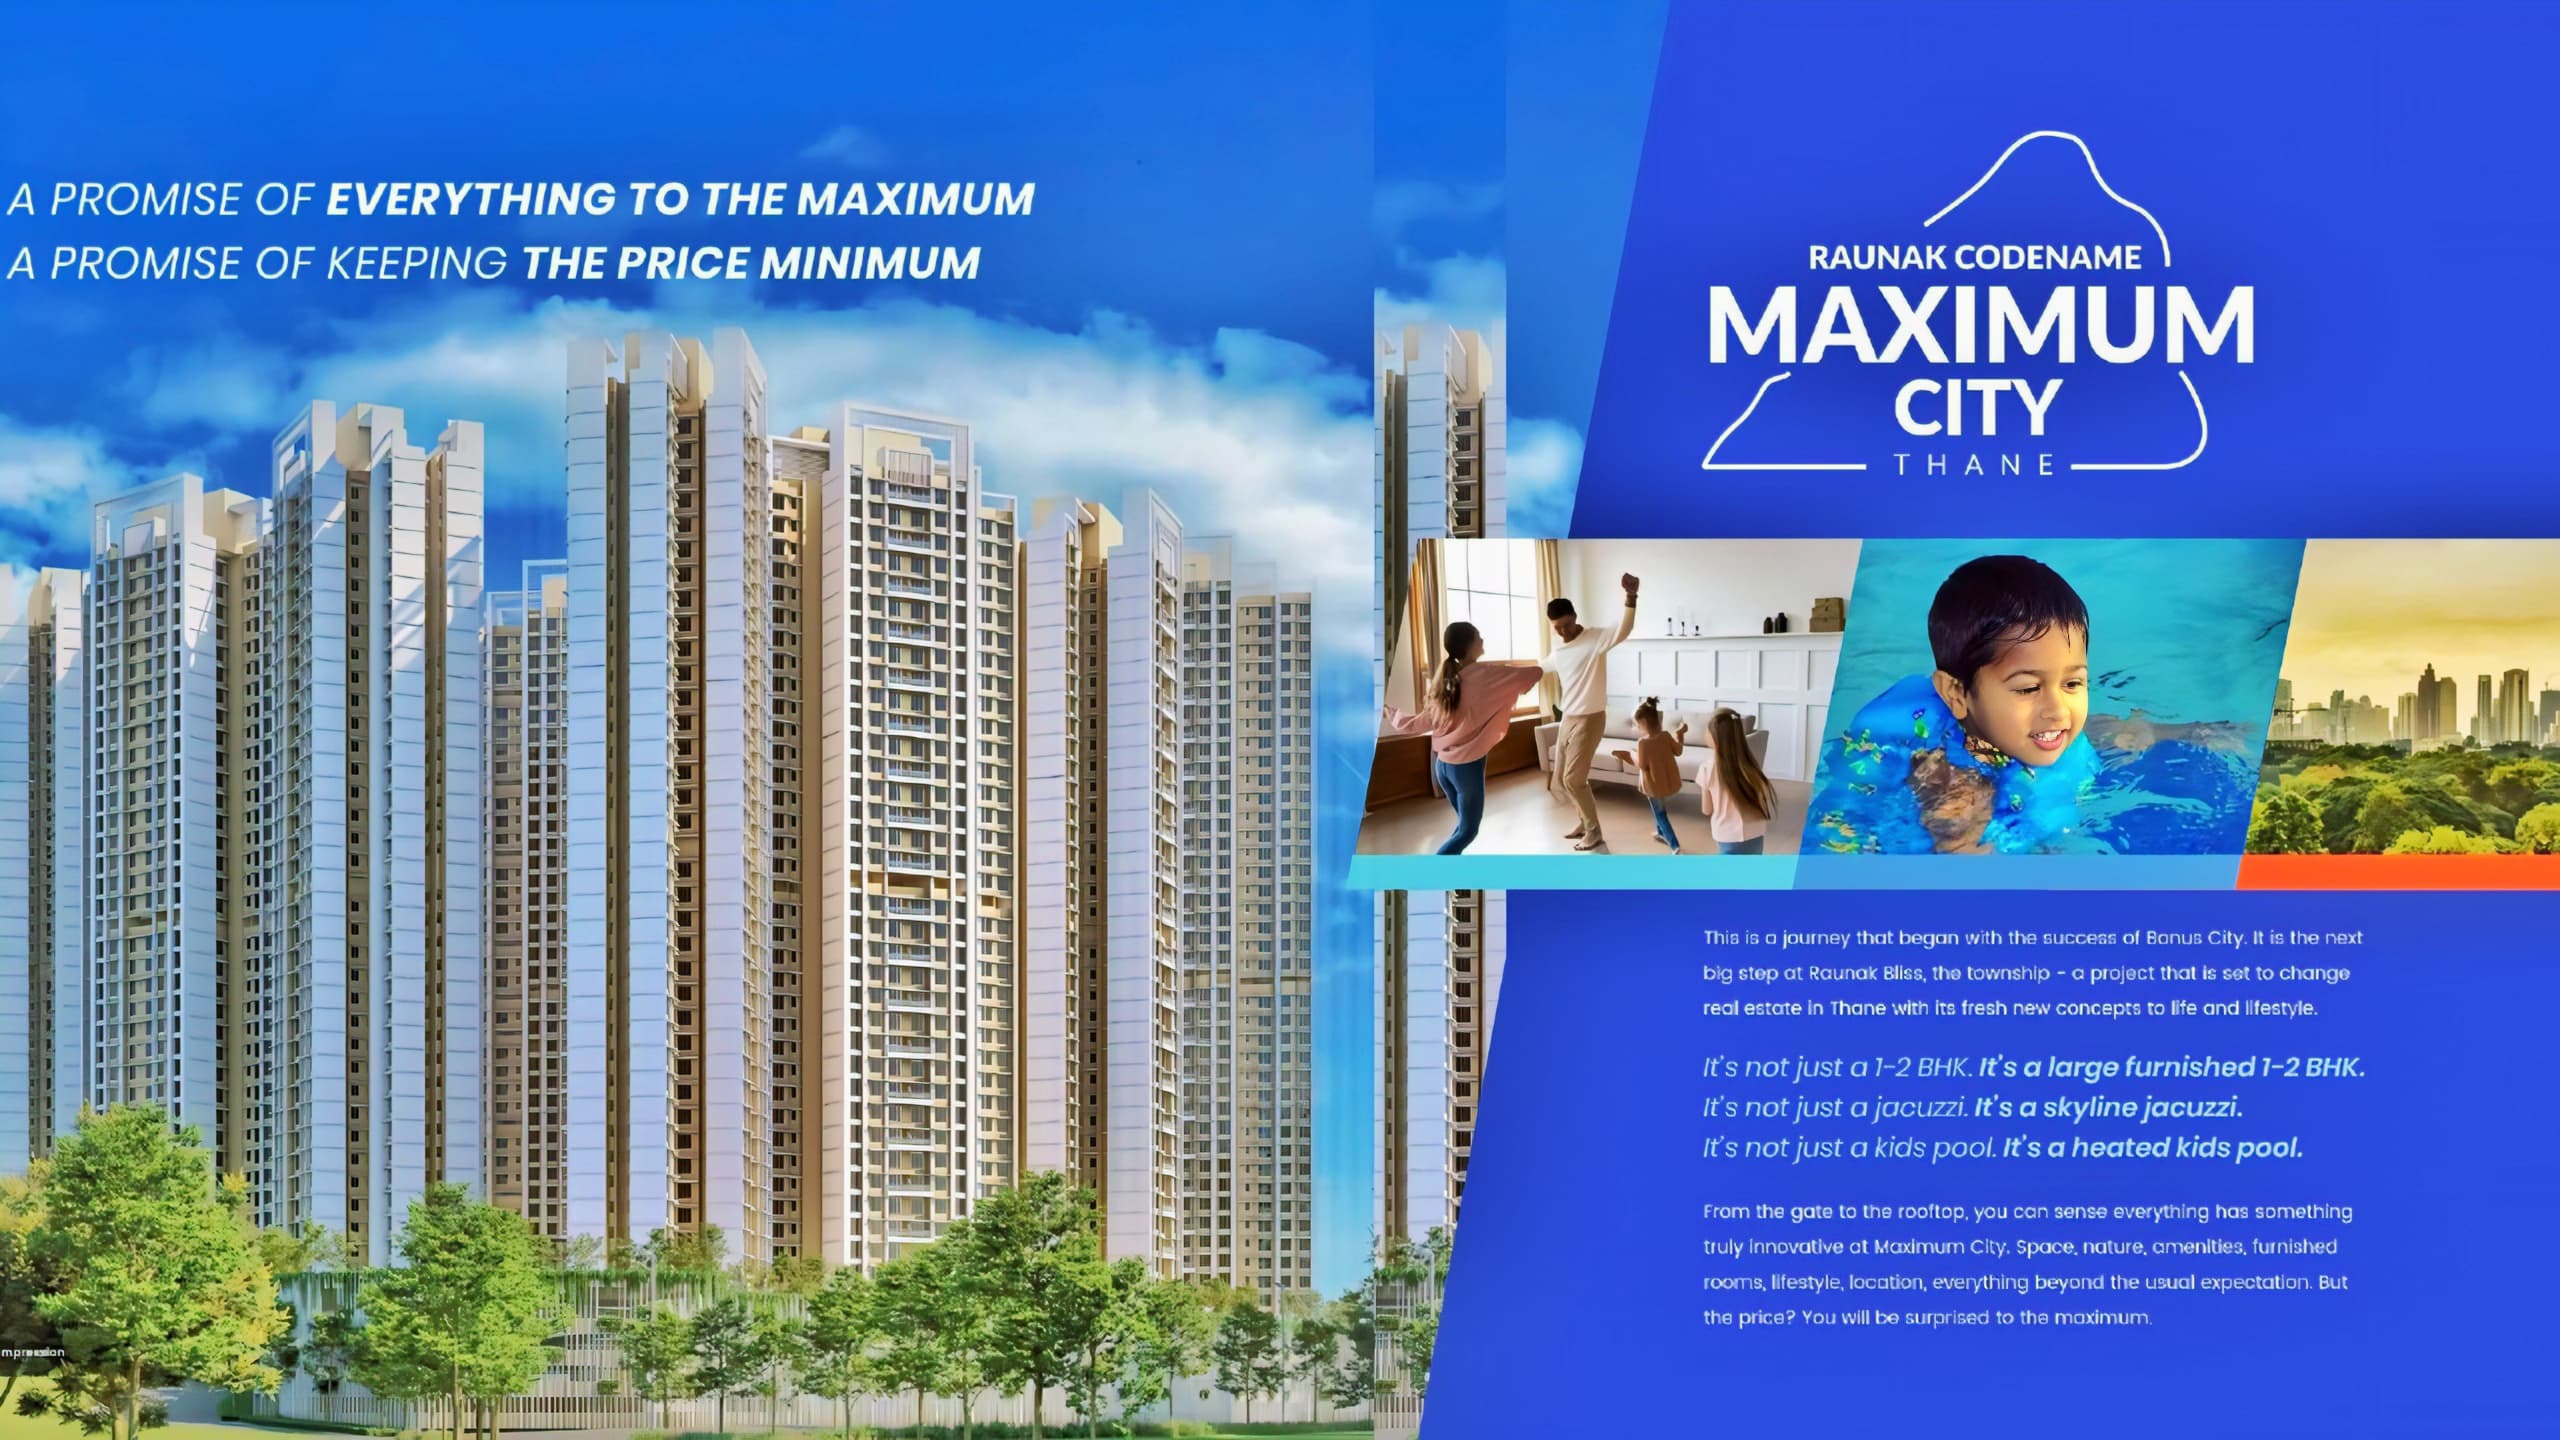 A PROMISE OF EVERYTHING TO THE MAXIMUM
A PROMISE OF KEEPING THE PRICE MINIMUM
RAUNAK CODENAME
MAXIMUM
CITY
THANE
This is a journey that began with the success of Bonus City. It is the next
big step at Raunak Bliss, the township - a project that is set to change
real estate in Thane with its fresh new concepts to life and lifestyle.
It's not just a 1-2 BHK. It's a large furnished 1-2 BHK.
It's not just a jacuzzi. It's a skyline jacuzzi.
It's not just a kids pool. It's a heated kids pool.
From the gate to the rooftop, you can sense everything has something
truly innovative at Maximum City. Space, nature, amenities, furnished
rooms, lifestyle, location, everything beyond the usual expectation. But
the price? You will be surprised to the maximum.